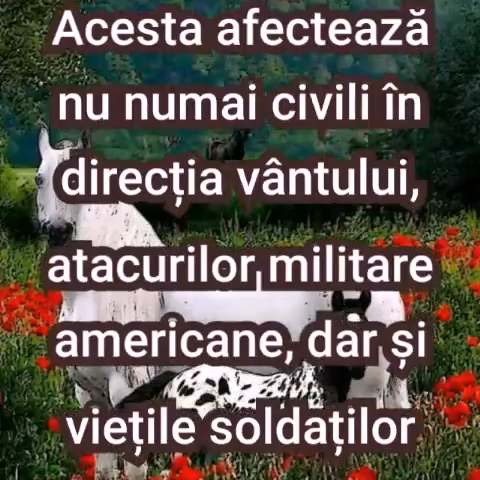 Acesta afectează
nu numai civili în
direcția vântului,
atacurilor militare
americane, dar și
viețile soldaților